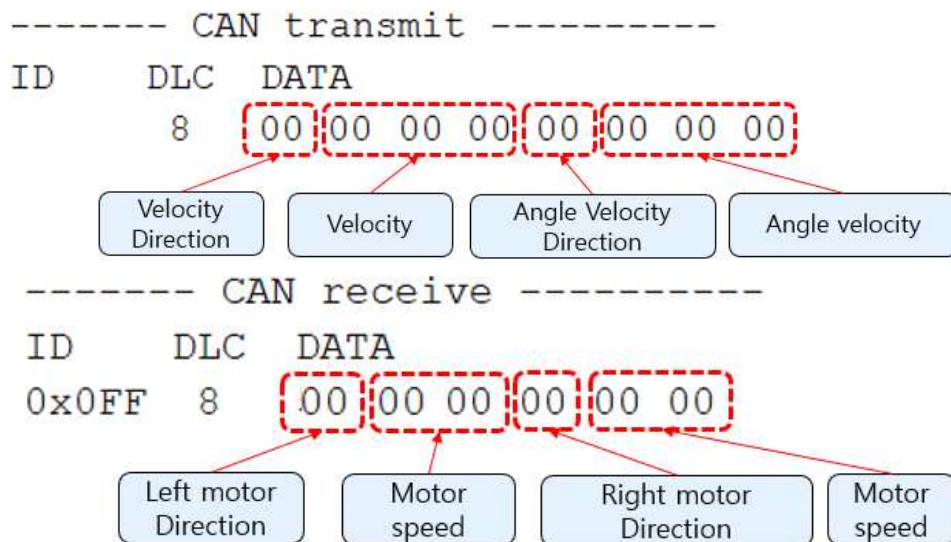 ------- CAN transmit ----------
ID DLC DATA
8 00 00 00 00 00 00 00 00
Velocity Direction
Velocity
Angle Velocity Direction
Angle velocity
------- CAN receive ----------
ID DLC DATA
0x0FF 8 00 00 00 00 00 00
Left motor Direction
Motor speed
Right motor Direction
Motor speed